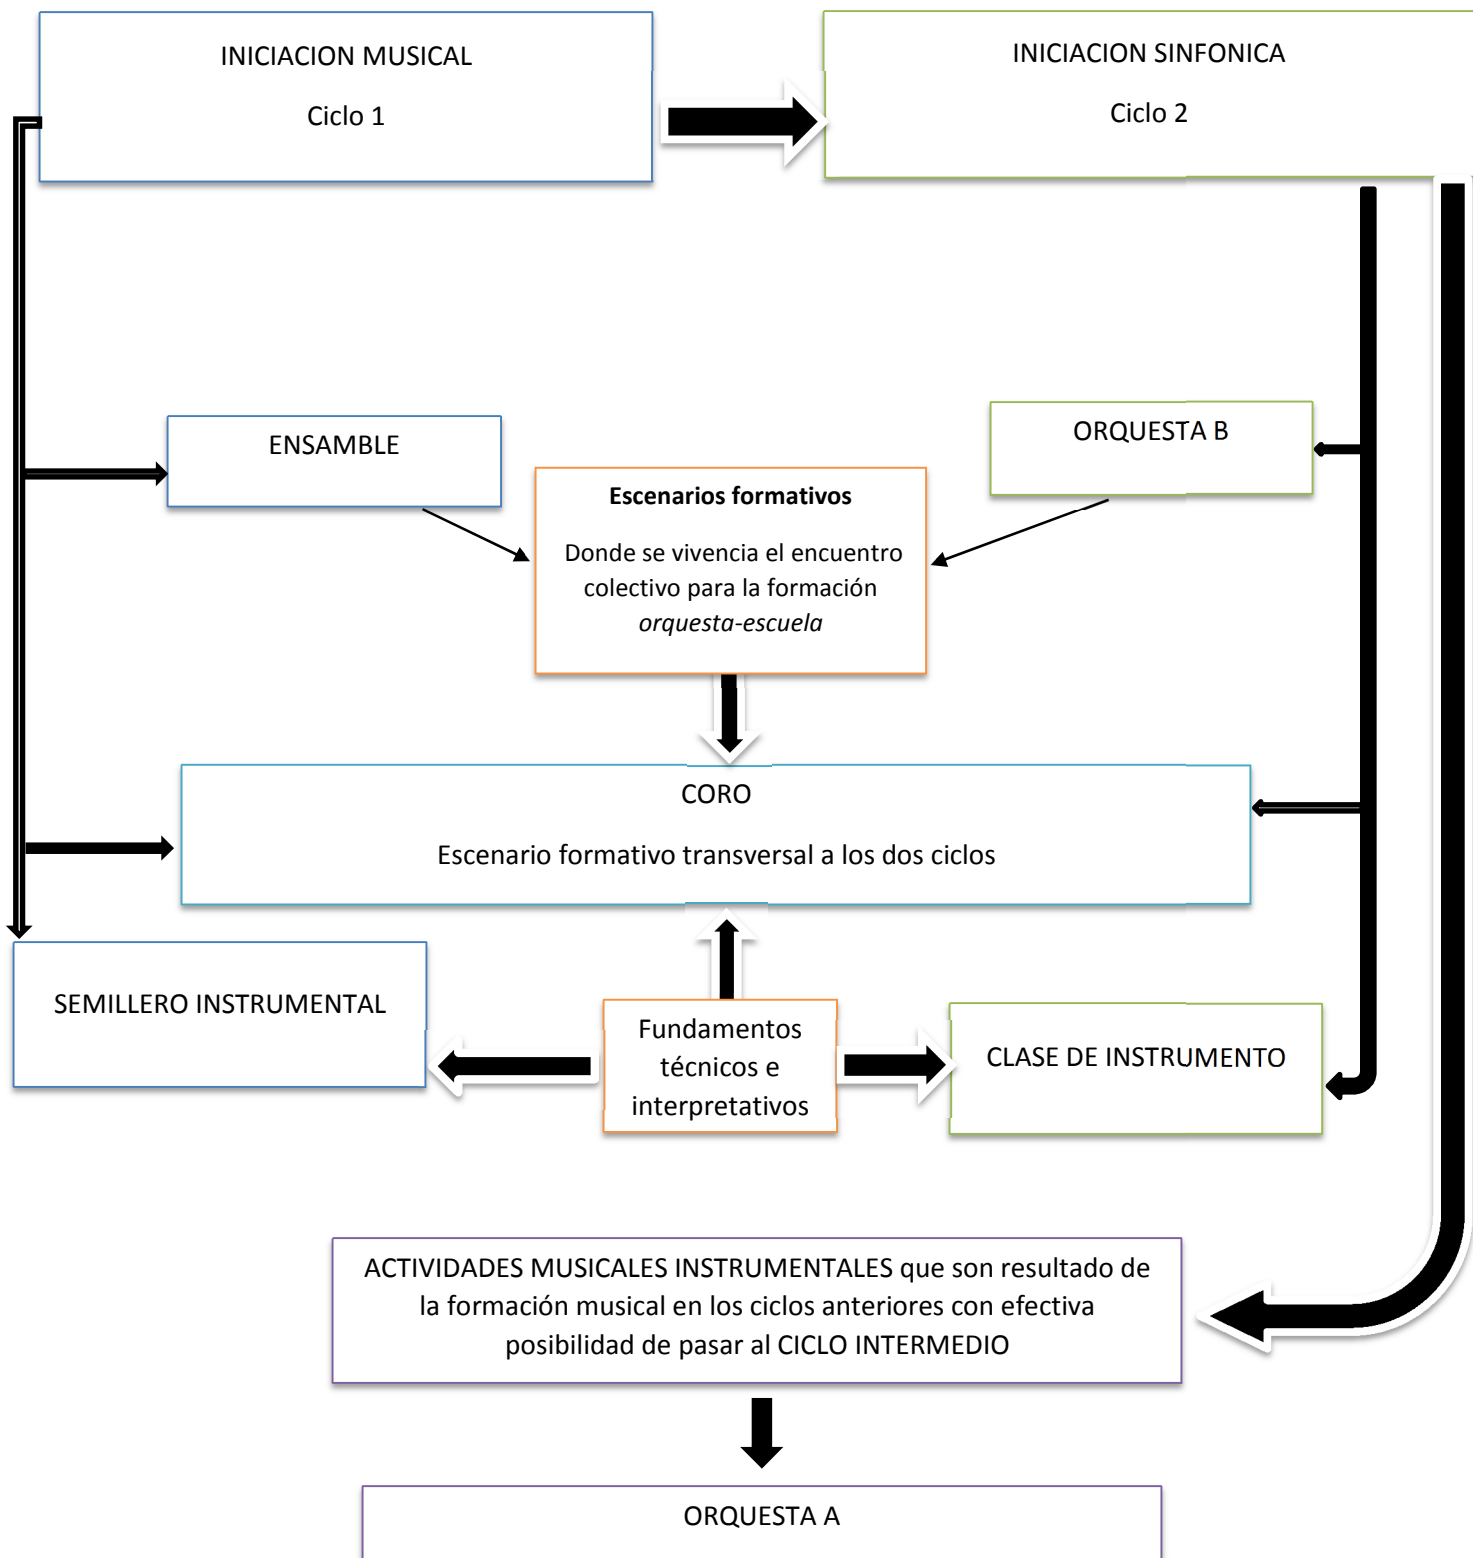 INICIACION MUSICAL
Ciclo 1
INICIACION SINFONICA
Ciclo 2
ENSAMBLE
ORQUESTA B
Escenarios formativos
Donde se vivencia el encuentro
colectivo para la formación
orquesta-escuela
CORO
Escenario formativo transversal a los dos ciclos
SEMILLERO INSTRUMENTAL
Fundamentos
técnicos e
interpretativos
CLASE DE INSTRUMENTO
ACTIVIDADES MUSICALES INSTRUMENTALES que son resultado de
la formación musical en los ciclos anteriores con efectiva
posibilidad de pasar al CICLO INTERMEDIO
ORQUESTA A